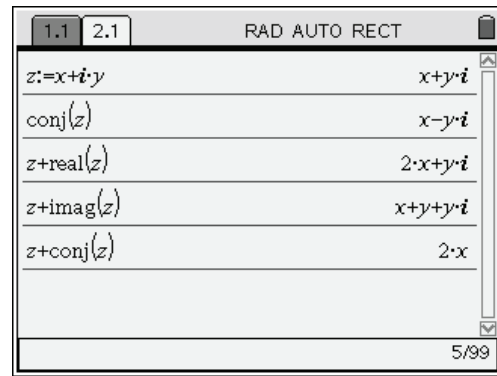 1.1 2.1 RAD AUTO RECT
z:=x+i·y x+y·i
conj(z) x−y·i
z+real(z) 2·x+y·i
z+imag(z) x+y+y·i
z+conj(z) 2·x
5/99